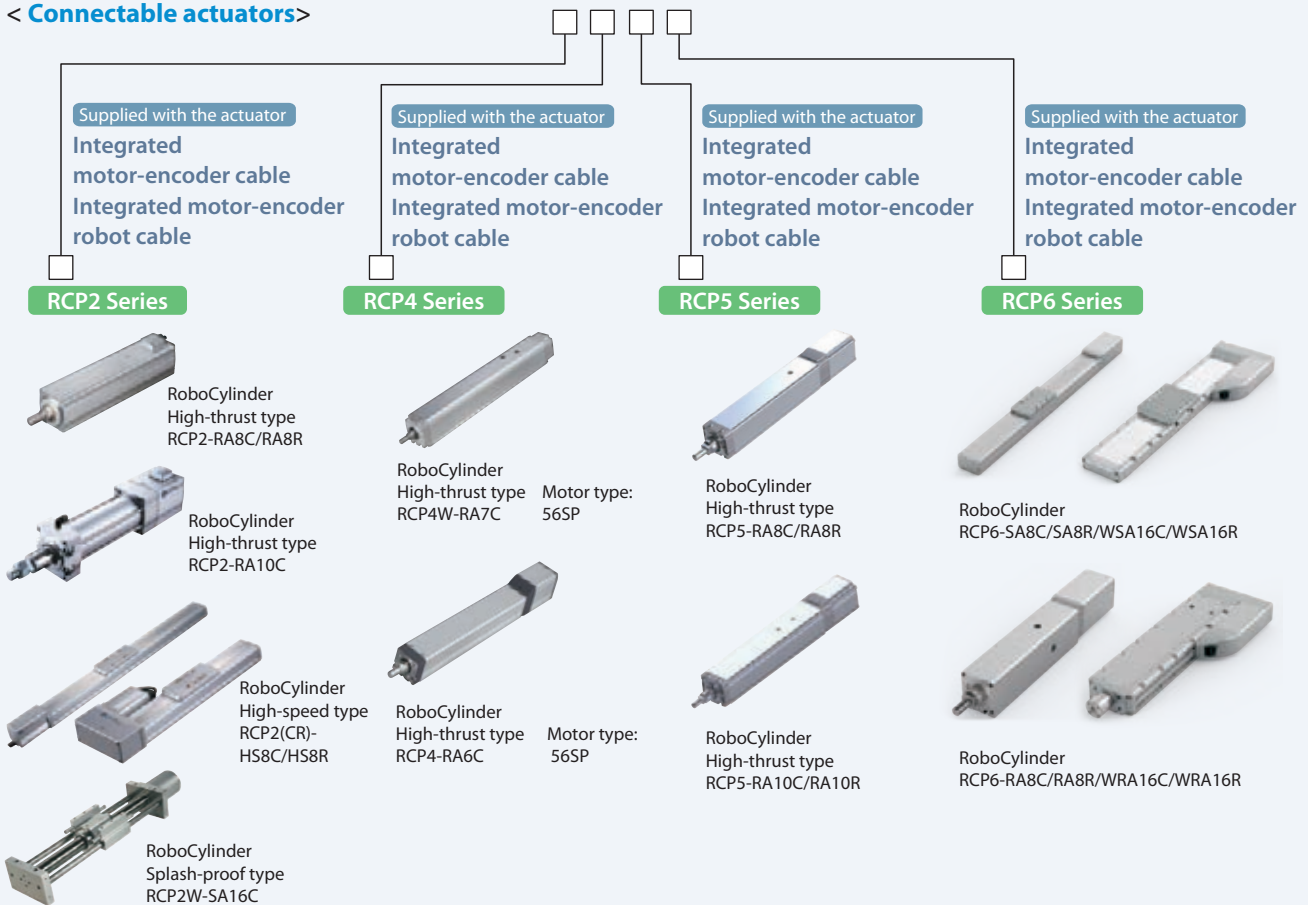 < Connectable actuators>
Supplied with the actuator
Integrated
motor-encoder cable
Integrated motor-encoder
robot cable
RCP2 Series
RoboCylinder
High-thrust type
RCP2-RA8C/RA8R
RoboCylinder
High-thrust type
RCP2-RA10C
RoboCylinder
High-speed type
RCP2(CR)-
HS8C/HS8R
RoboCylinder
Splash-proof type
RCP2W-SA16C
Supplied with the actuator
Integrated
motor-encoder cable
Integrated motor-encoder
robot cable
RCP4 Series
RoboCylinder
High-thrust type Motor type:
RCP4W-RA7C 56SP
RoboCylinder
High-thrust type Motor type:
RCP4-RA6C 56SP
Supplied with the actuator
Integrated
motor-encoder cable
Integrated motor-encoder
robot cable
RCP5 Series
RoboCylinder
High-thrust type
RCP5-RA8C/RA8R
RoboCylinder
High-thrust type
RCP5-RA10C/RA10R
Supplied with the actuator
Integrated
motor-encoder cable
Integrated motor-encoder
robot cable
RCP6 Series
RoboCylinder
RCP6-SA8C/SA8R/WSA16C/WSA16R
RoboCylinder
RCP6-RA8C/RA8R/WRA16C/WRA16R